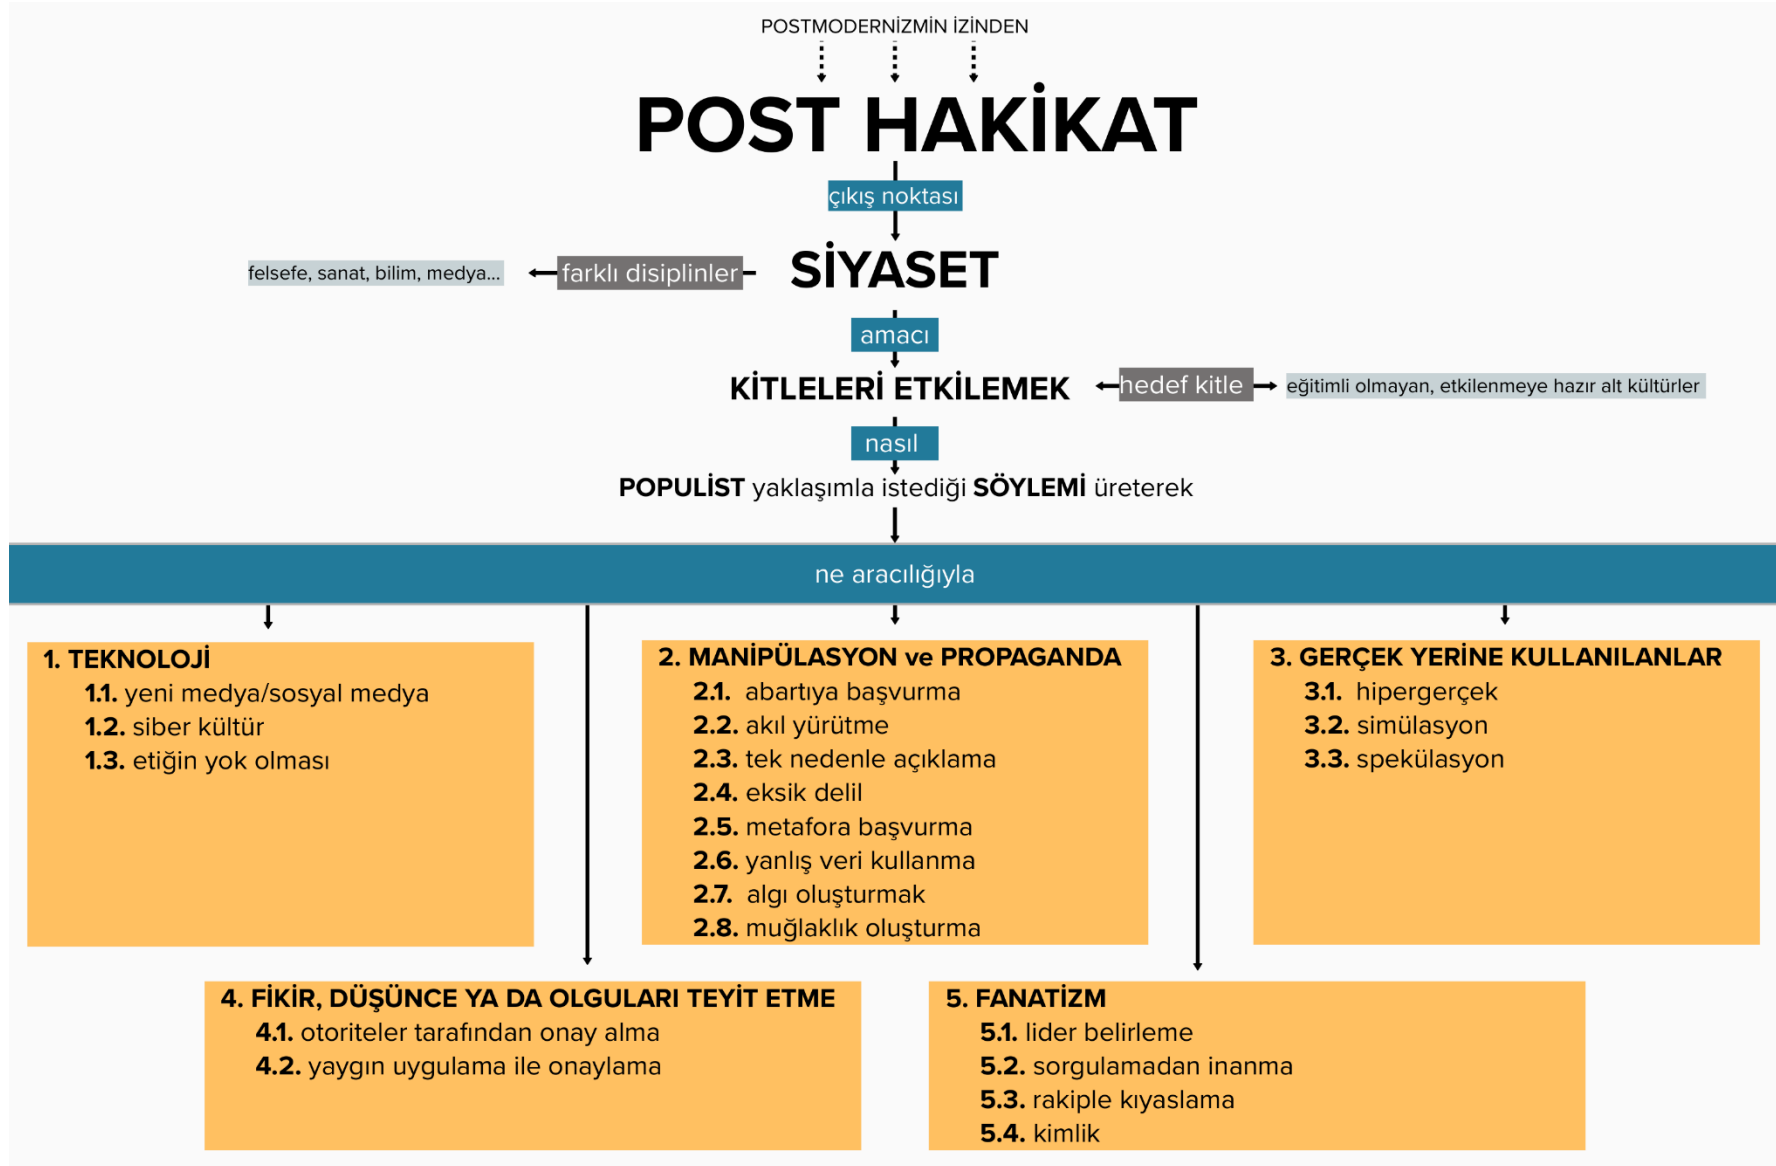 POSTMODERNİZMİN İZİNDEN
POST HAKİKAT
çıkış noktası
felsefe, sanat, bilim, medya...
farklı disiplinler
SİYASET
amacı
KİTLELERİ ETKİLEMEK
hedef kitle
eğitimli olmayan, etkilenmeye hazır alt kültürler
nasıl
POPULİST yaklaşımla istediği SÖYLEMİ üreterek
ne aracılığıyla
1. TEKNOLOJİ
1.1. yeni medya/sosyal medya
1.2. siber kültür
1.3. etiğin yok olması
2. MANİPÜLASYON ve PROPAGANDA
2.1. abartıya başvurma
2.2. akıl yürütme
2.3. tek nedenle açıklama
2.4. eksik delil
2.5. metafora başvurma
2.6. yanlış veri kullanma
2.7. algı oluşturmak
2.8. muğlaklık oluşturma
3. GERÇEK YERİNE KULLANILANLAR
3.1. hipergerçek
3.2. simülasyon
3.3. spekülasyon
4. FİKİR, DÜŞÜNCE YA DA OLGULARI TEYİT ETME
4.1. otoriteler tarafından onay alma
4.2. yaygın uygulama ile onaylama
5. FANATİZM
5.1. lider belirleme
5.2. sorgulamadan inanma
5.3. rakiple kıyaslama
5.4. kimlik